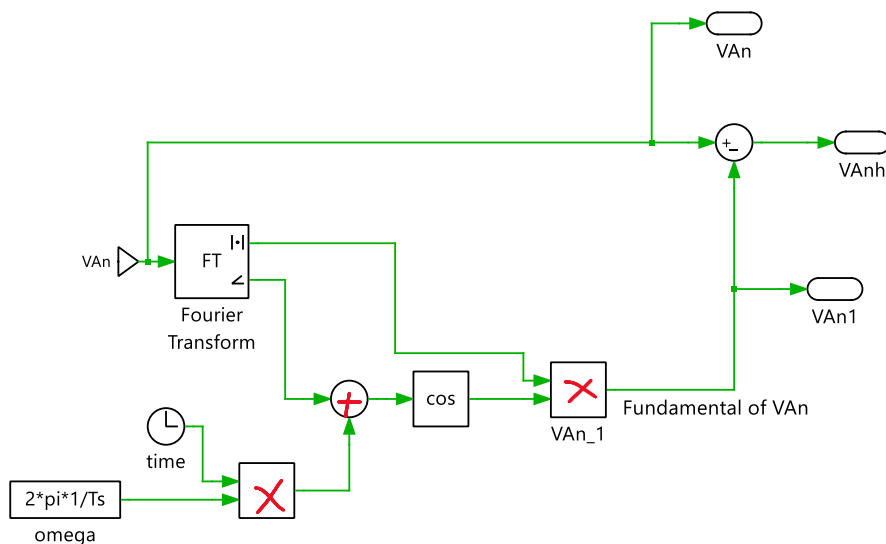 VAn
+
-
VAnh
VAn
FT
|•|
∠
Fourier
Transform
VAn1
+
cos
×
Fundamental of VAn
VAn_1
time
×
2*pi*1/Ts
omega